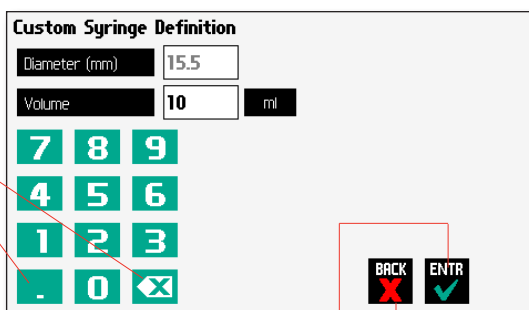 Custom Syringe Definition
Diameter (mm) 15.5
Volume 10 ml
7 8 9
4 5 6
1 2 3
. 0 X
BACK ENTR